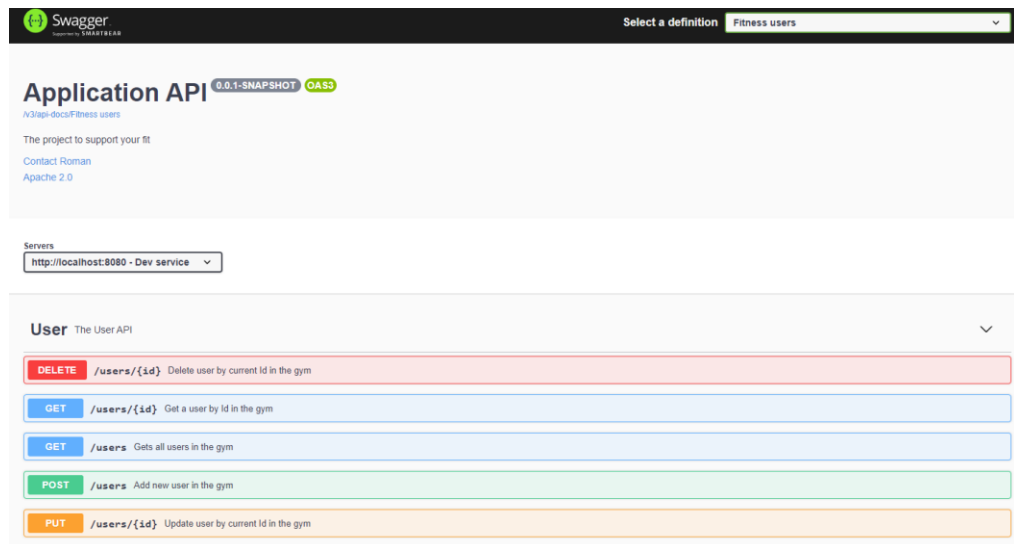 Swagger
Supported by SMARTBEAR
Select a definition Fitness users
Application API 0.0.1-SNAPSHOT OAS3
/v3/api-docs/Fitness users
The project to support your fit
Contact Roman
Apache 2.0
Servers
http://localhost:8080 - Dev service
User The User API
DELETE /users/{id} Delete user by current Id in the gym
GET /users/{id} Get a user by Id in the gym
GET /users Gets all users in the gym
POST /users Add new user in the gym
PUT /users/{id} Update user by current Id in the gym